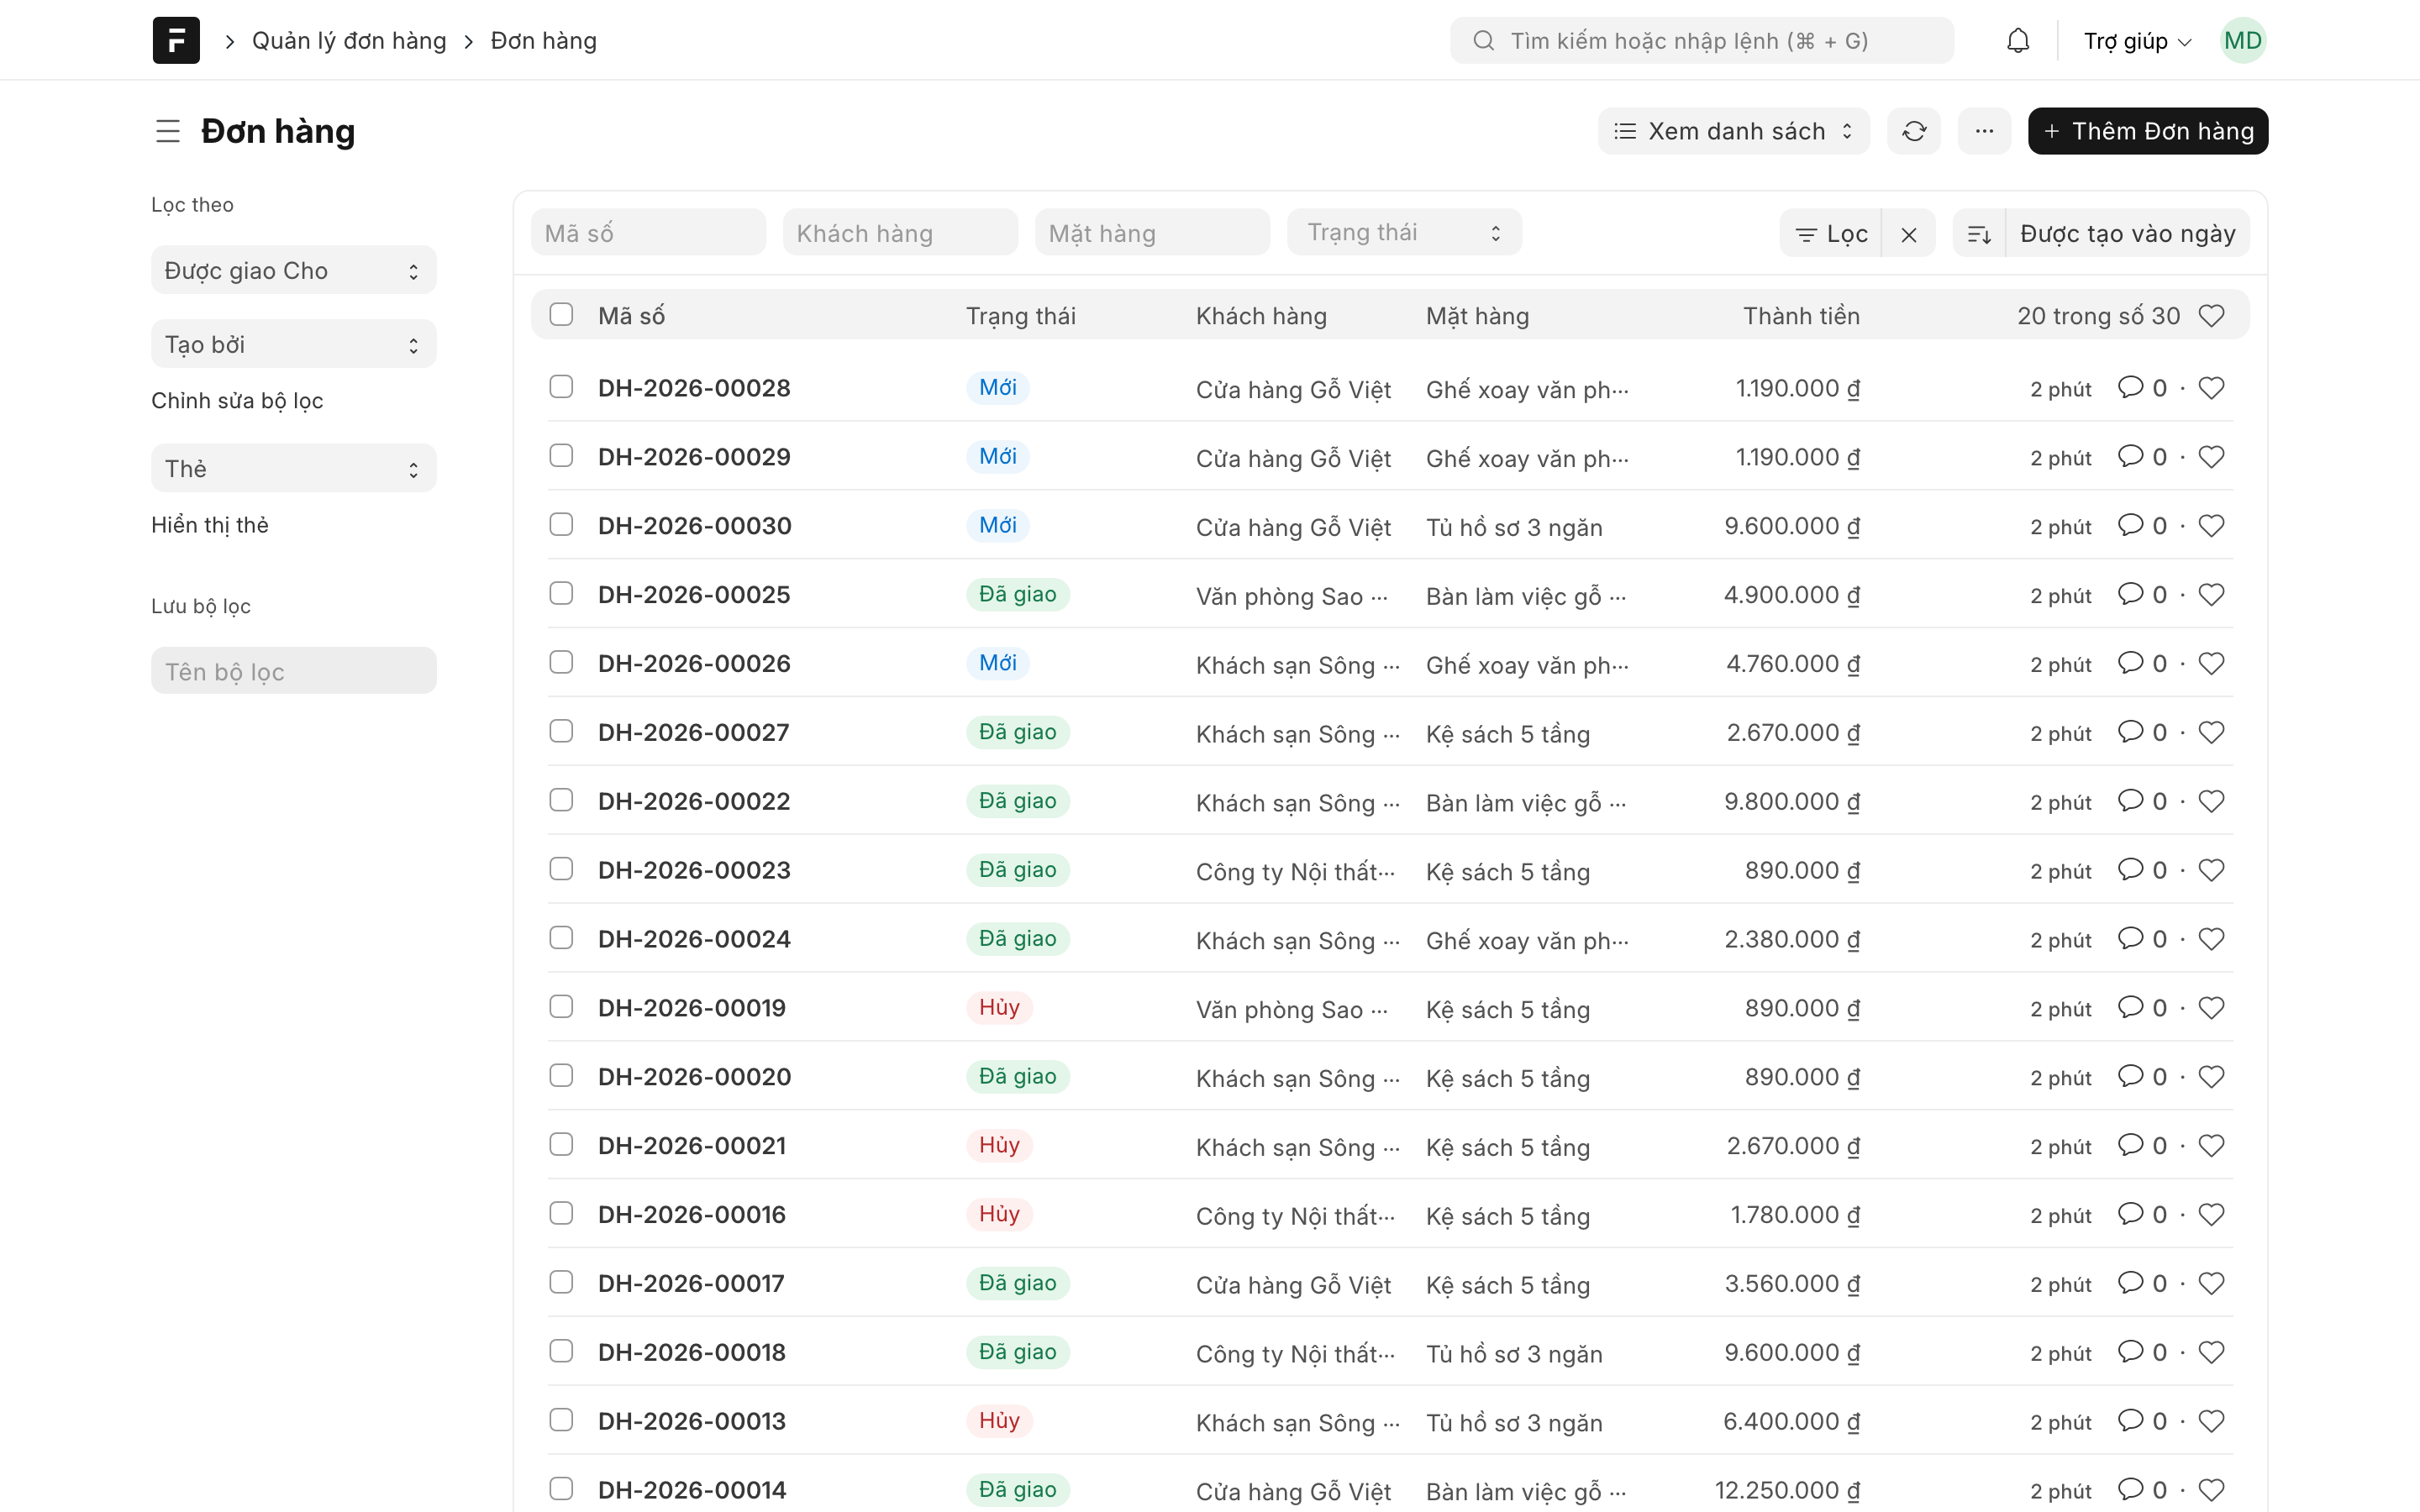 Quản lý đơn hàng Đơn hàng Tìm kiếm hoặc nhập lệnh (⌘ + G) Trợ giúp MD
Đơn hàng Xem danh sách ··· + Thêm Đơn hàng
Lọc theo
Được giao Cho
Tạo bởi
Chỉnh sửa bộ lọc
Thẻ
Hiển thị thẻ
Lưu bộ lọc
Tên bộ lọc
Mã số Khách hàng Mặt hàng Trạng thái Lọc Được tạo vào ngày
Mã số Trạng thái Khách hàng Mặt hàng Thành tiền 20 trong số 30
DH-2026-00028 Mới Cửa hàng Gỗ Việt Ghế xoay văn ph··· 1.190.000 ₫ 2 phút 0 ·
DH-2026-00029 Mới Cửa hàng Gỗ Việt Ghế xoay văn ph··· 1.190.000 ₫ 2 phút 0 ·
DH-2026-00030 Mới Cửa hàng Gỗ Việt Tủ hồ sơ 3 ngăn 9.600.000 ₫ 2 phút 0 ·
DH-2026-00025 Đã giao Văn phòng Sao ··· Bàn làm việc gỗ ··· 4.900.000 ₫ 2 phút 0 ·
DH-2026-00026 Mới Khách sạn Sông ··· Ghế xoay văn ph··· 4.760.000 ₫ 2 phút 0 ·
DH-2026-00027 Đã giao Khách sạn Sông ··· Kệ sách 5 tầng 2.670.000 ₫ 2 phút 0 ·
DH-2026-00022 Đã giao Khách sạn Sông ··· Bàn làm việc gỗ ··· 9.800.000 ₫ 2 phút 0 ·
DH-2026-00023 Đã giao Công ty Nội thất··· Kệ sách 5 tầng 890.000 ₫ 2 phút 0 ·
DH-2026-00024 Đã giao Khách sạn Sông ··· Ghế xoay văn ph··· 2.380.000 ₫ 2 phút 0 ·
DH-2026-00019 Hủy Văn phòng Sao ··· Kệ sách 5 tầng 890.000 ₫ 2 phút 0 ·
DH-2026-00020 Đã giao Khách sạn Sông ··· Kệ sách 5 tầng 890.000 ₫ 2 phút 0 ·
DH-2026-00021 Hủy Khách sạn Sông ··· Kệ sách 5 tầng 2.670.000 ₫ 2 phút 0 ·
DH-2026-00016 Hủy Công ty Nội thất··· Kệ sách 5 tầng 1.780.000 ₫ 2 phút 0 ·
DH-2026-00017 Đã giao Cửa hàng Gỗ Việt Kệ sách 5 tầng 3.560.000 ₫ 2 phút 0 ·
DH-2026-00018 Đã giao Công ty Nội thất··· Tủ hồ sơ 3 ngăn 9.600.000 ₫ 2 phút 0 ·
DH-2026-00013 Hủy Khách sạn Sông ··· Tủ hồ sơ 3 ngăn 6.400.000 ₫ 2 phút 0 ·
DH-2026-00014 Đã giao Cửa hàng Gỗ Việt Bàn làm việc gỗ ··· 12.250.000 ₫ 2 phút 0 ·